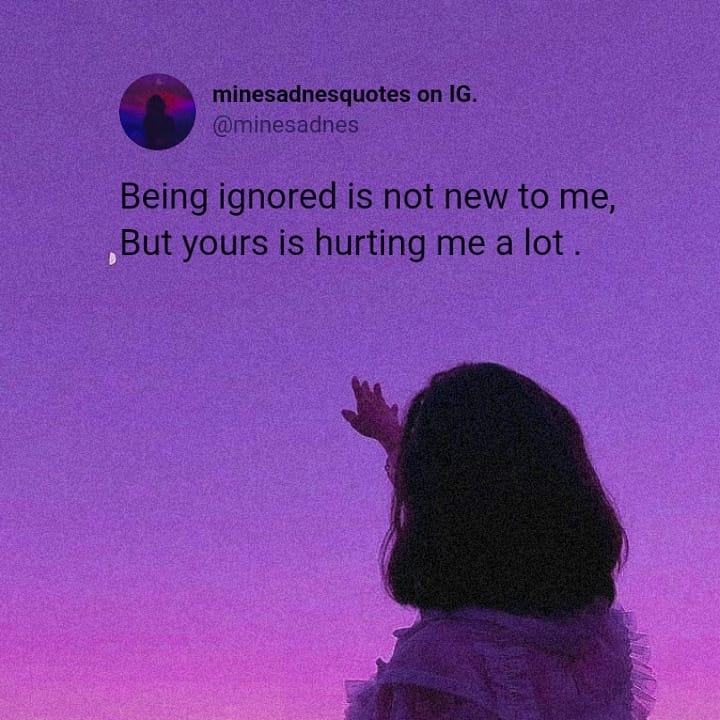 minesadnesquotes on IG.
@minesadnes
Being ignored is not new to me,
But yours is hurting me a lot .